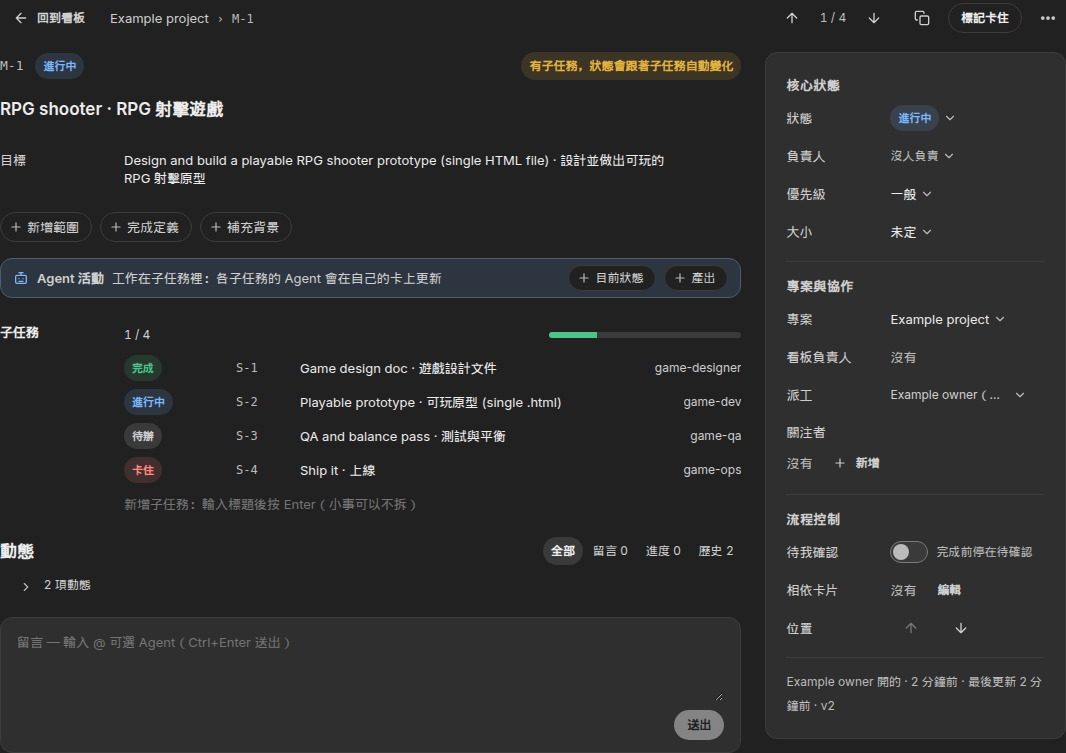 回到看板 Example project › M-1 1 / 4 標記卡住
M-1 進行中 有子任務，狀態會跟著子任務自動變化
RPG shooter · RPG 射擊遊戲
目標 Design and build a playable RPG shooter prototype (single HTML file) · 設計並做出可玩的
RPG 射擊原型
+ 新增範圍 + 完成定義 + 補充背景
Agent 活動 工作在子任務裡：各子任務的 Agent 會在自己的卡上更新 + 目前狀態 + 產出
子任務 1 / 4
完成 S-1 Game design doc · 遊戲設計文件 game-designer
進行中 S-2 Playable prototype · 可玩原型 (single .html) game-dev
待辦 S-3 QA and balance pass · 測試與平衡 game-qa
卡住 S-4 Ship it · 上線 game-ops
新增子任務：輸入標題後按 Enter（小事可以不拆）
動態 全部 留言 0 進度 0 歷史 2
2 項動態
留言 — 輸入 @ 可選 Agent（Ctrl+Enter 送出）
送出
核心狀態
狀態 進行中
負責人 沒人負責
優先級 一般
大小 未定
專案與協作
專案 Example project
看板負責人 沒有
派工 Example owner（...
關注者
沒有 + 新增
流程控制
待我確認 完成前停在待確認
相依卡片 沒有 編輯
位置
Example owner 開的 · 2 分鐘前 · 最後更新 2 分
鐘前 · v2